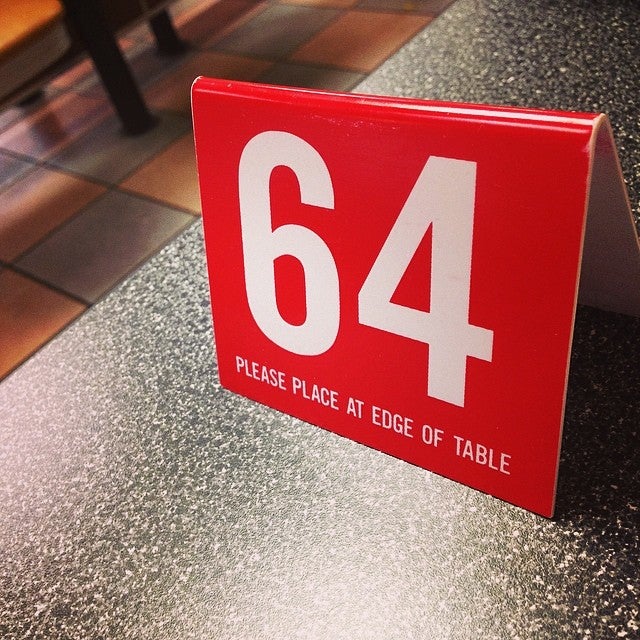 64
PLEASE PLACE AT EDGE OF TABLE